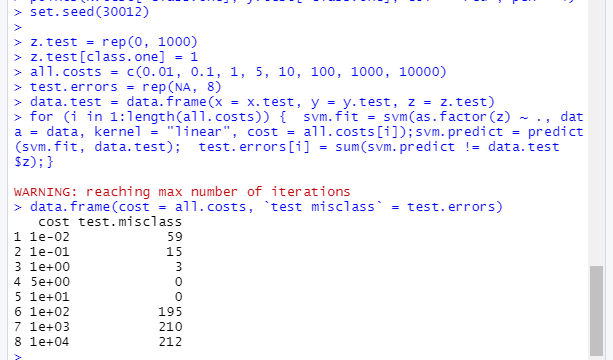 > set.seed(30012)
>
> z.test = rep(0, 1000)
> z.test[class.one] = 1
> all.costs = c(0.01, 0.1, 1, 5, 10, 100, 1000, 10000)
> test.errors = rep(NA, 8)
> data.test = data.frame(x = x.test, y = y.test, z = z.test)
> for (i in 1:length(all.costs)) {  svm.fit = svm(as.factor(z) ~ ., dat
a = data, kernel = "linear", cost = all.costs[i]);svm.predict = predict
(svm.fit, data.test);  test.errors[i] = sum(svm.predict != data.test
$z);}

WARNING: reaching max number of iterations
> data.frame(cost = all.costs, `test misclass` = test.errors)
   cost test.misclass
1 1e-02            59
2 1e-01            15
3 1e+00             3
4 5e+00             0
5 1e+01             0
6 1e+02           195
7 1e+03           210
8 1e+04           212
>